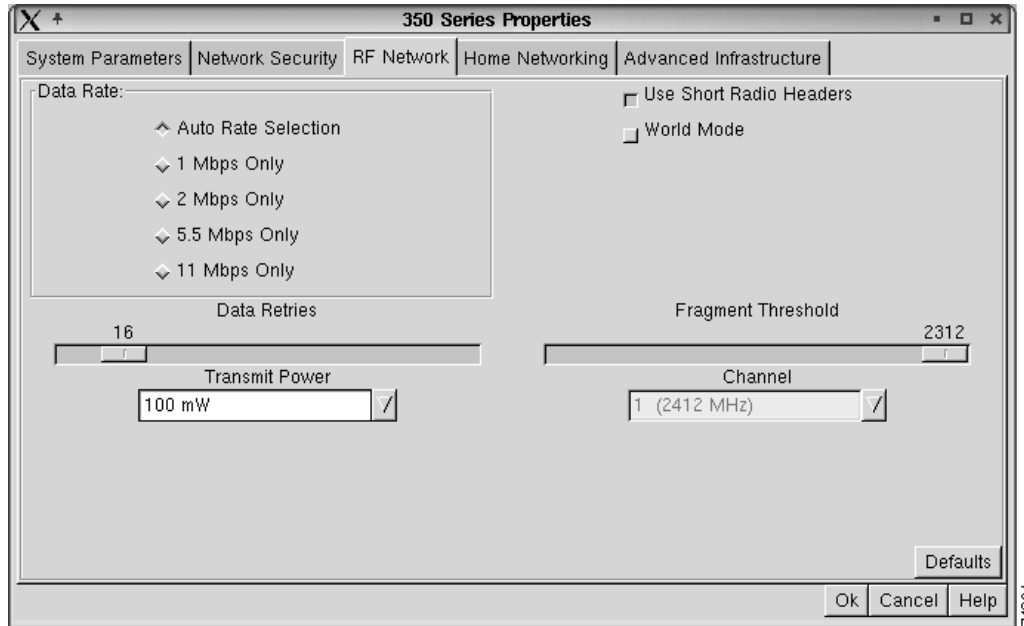 350 Series Properties
System Parameters Network Security RF Network Home Networking Advanced Infrastructure
Data Rate:
Auto Rate Selection
1 Mbps Only
2 Mbps Only
5.5 Mbps Only
11 Mbps Only
Use Short Radio Headers
World Mode
Data Retries
16
Fragment Threshold
2312
Transmit Power
100 mW
Channel
1 (2412 MHz)
Defaults
Ok Cancel Help